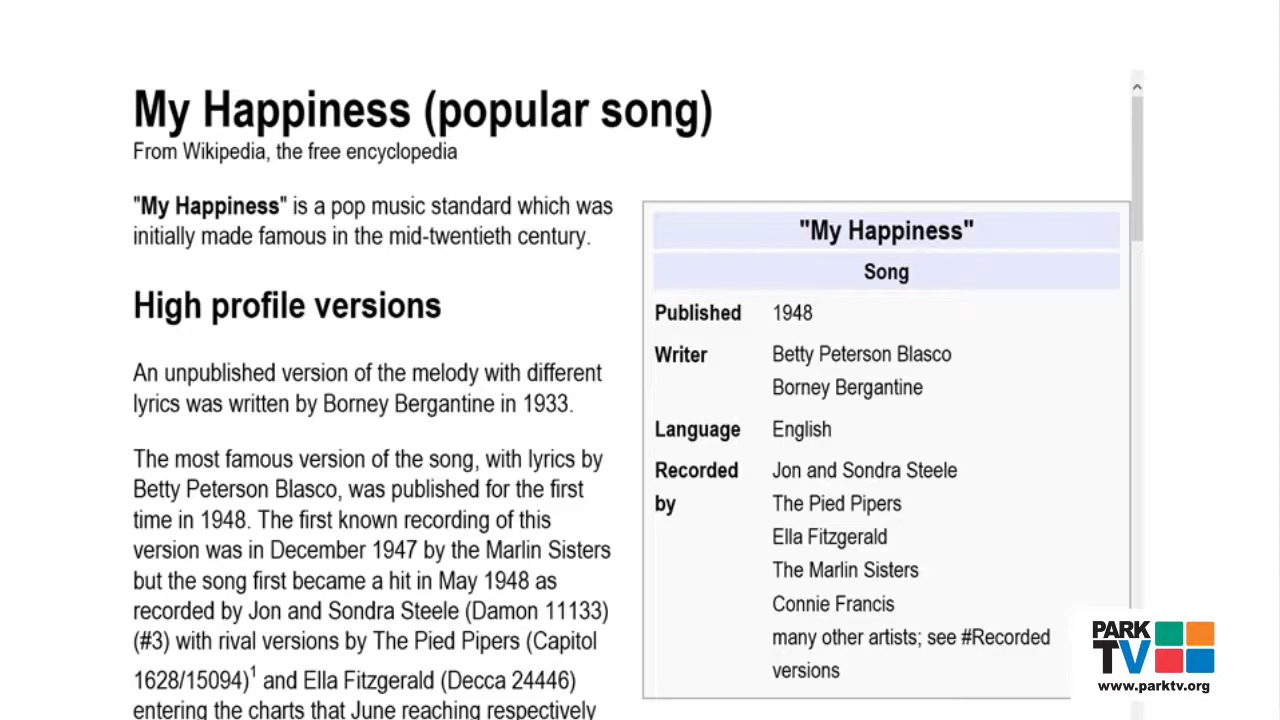 My Happiness (popular song)
From Wikipedia, the free encyclopedia
"My Happiness" is a pop music standard which was
initially made famous in the mid-twentieth century.
High profile versions
An unpublished version of the melody with different
lyrics was written by Borney Bergantine in 1933.
The most famous version of the song, with lyrics by
Betty Peterson Blasco, was published for the first
time in 1948. The first known recording of this
version was in December 1947 by the Marlin Sisters
but the song first became a hit in May 1948 as
recorded by Jon and Sondra Steele (Damon 11133)
(#3) with rival versions by The Pied Pipers (Capitol
1628/15094)¹ and Ella Fitzgerald (Decca 24446)
entering the charts that June reaching respectively
"My Happiness"
Song
Published 1948
Writer Betty Peterson Blasco
Borney Bergantine
Language English
Recorded Jon and Sondra Steele
by The Pied Pipers
Ella Fitzgerald
The Marlin Sisters
Connie Francis
many other artists; see #Recorded
versions
PARK
TV
www.parktv.org